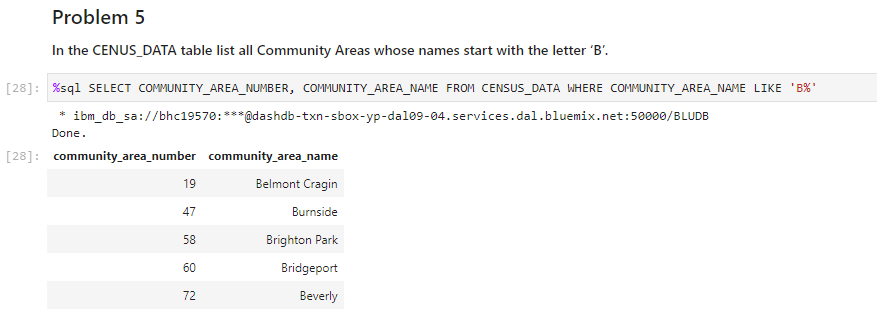 Problem 5
In the CENUS_DATA table list all Community Areas whose names start with the letter ‘B’.
[28]: %sql SELECT COMMUNITY_AREA_NUMBER, COMMUNITY_AREA_NAME FROM CENSUS_DATA WHERE COMMUNITY_AREA_NAME LIKE 'B%'
* ibm_db_sa://bhc19570:***@dashdb-txn-sbox-yp-dal09-04.services.dal.bluemix.net:50000/BLUDB
Done.
[28]: community_area_number community_area_name
19 Belmont Cragin
47 Burnside
58 Brighton Park
60 Bridgeport
72 Beverly